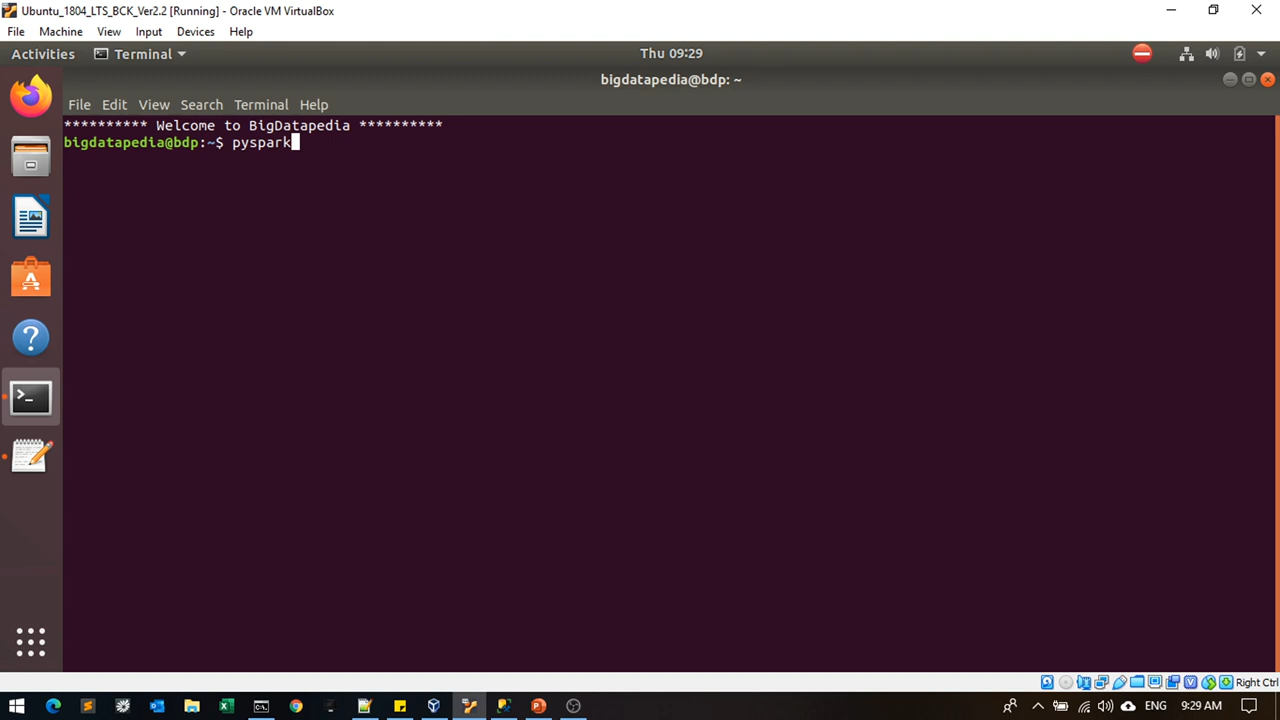 Ubuntu_1804_LTS_BCK_Ver2.2 [Running] - Oracle VM VirtualBox
File Machine View Input Devices Help
Activities Terminal Thu 09:29
bigdatapedia@bdp: ~
File Edit View Search Terminal Help
********** Welcome to BigDatapedia **********
bigdatapedia@bdp:~$ pyspark
Right Ctrl
ENG 9:29 AM